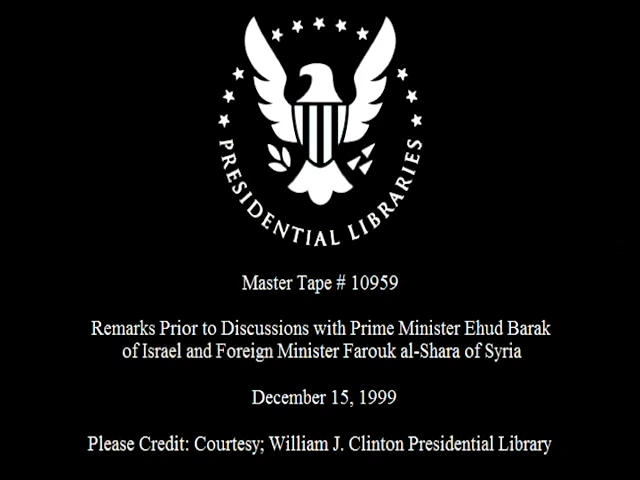 PRESIDENTIAL LIBRARIES
Master Tape # 10959
Remarks Prior to Discussions with Prime Minister Ehud Barak
of Israel and Foreign Minister Farouk al-Shara of Syria
December 15, 1999
Please Credit: Courtesy; William J. Clinton Presidential Library